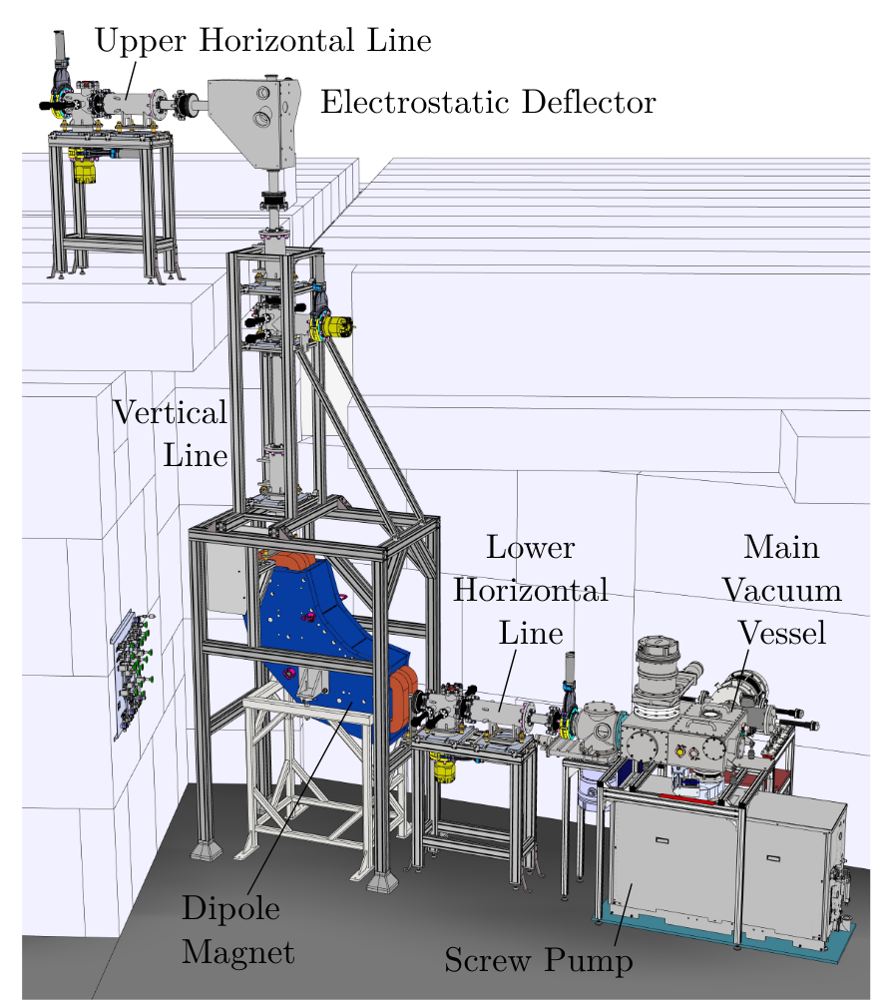 Upper Horizontal Line
Electrostatic Deflector
Vertical
Line
Lower
Horizontal
Line
Main
Vacuum
Vessel
Dipole
Magnet
Screw Pump